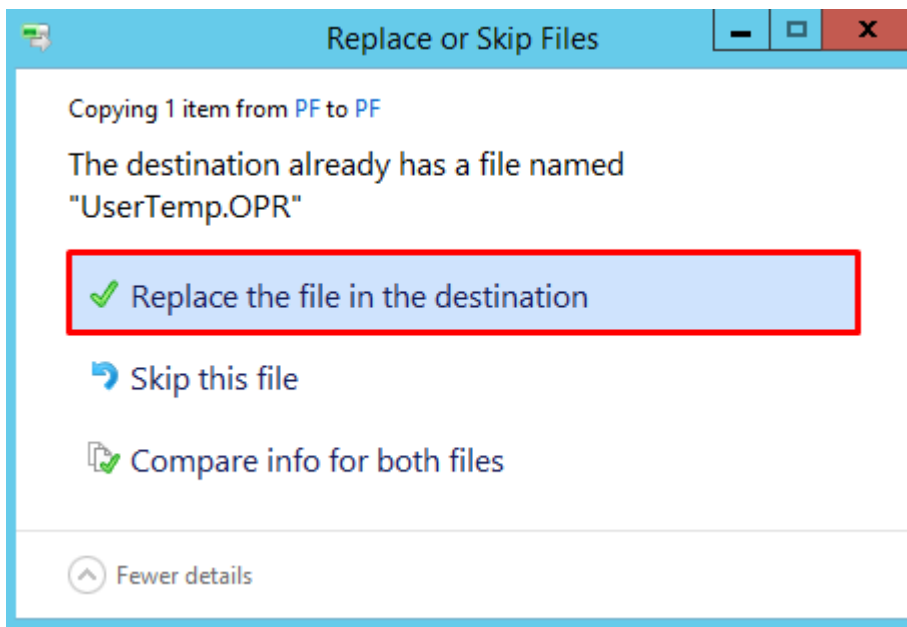 Replace or Skip Files
Copying 1 item from PF to PF
The destination already has a file named
"UserTemp.OPR"
Replace the file in the destination
Skip this file
Compare info for both files
Fewer details